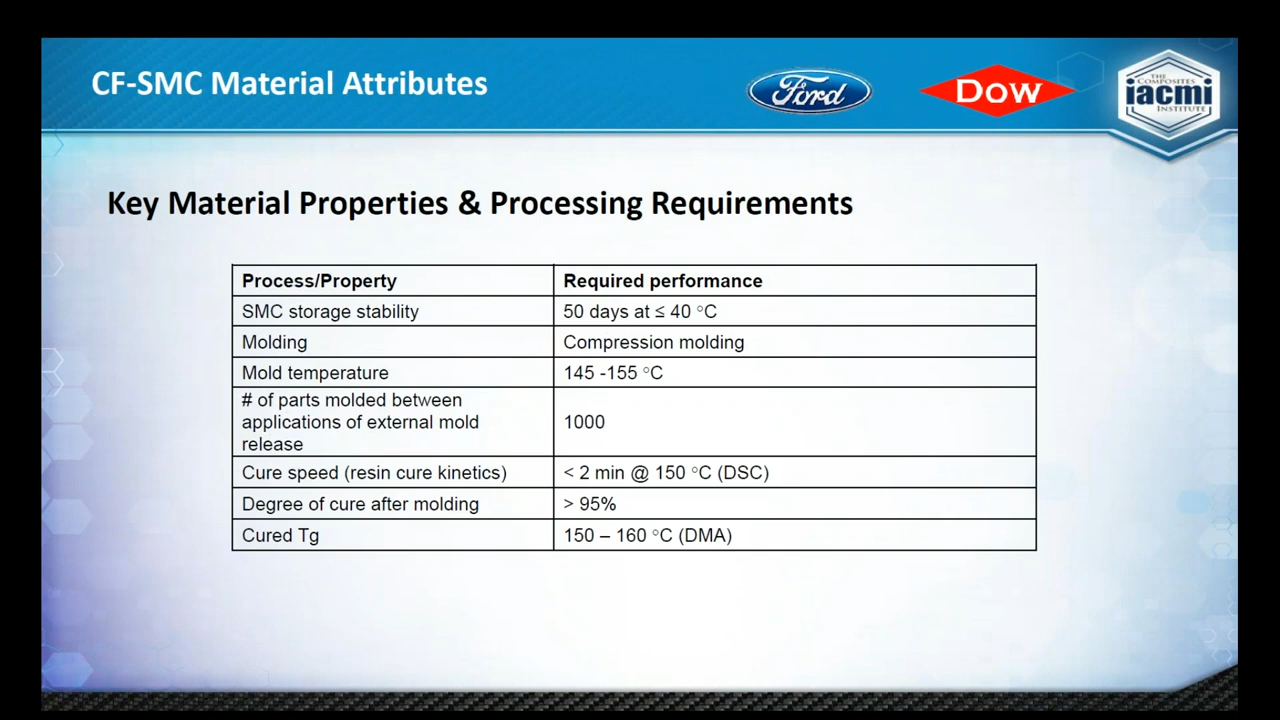 CF-SMC Material Attributes
Ford
Dow
THE
COMPOSITES
iacmi
INSTITUTE
Key Material Properties & Processing Requirements
Process/Property Required performance
SMC storage stability 50 days at ≤ 40 °C
Molding Compression molding
Mold temperature 145 -155 °C
# of parts molded between
applications of external mold
release
1000
Cure speed (resin cure kinetics) < 2 min @ 150 °C (DSC)
Degree of cure after molding > 95%
Cured Tg 150 – 160 °C (DMA)